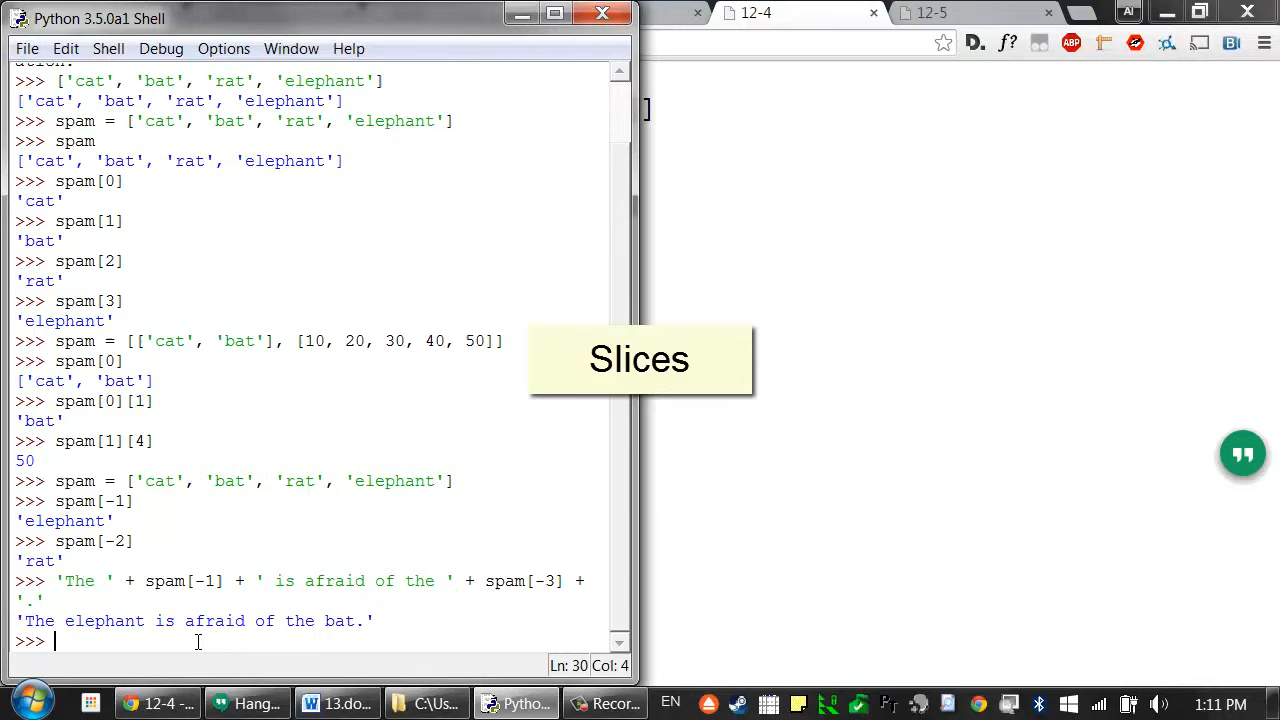 Python 3.5.0a1 Shell
12-4
12-5
File Edit Shell Debug Options Window Help
ation.
>>> ['cat', 'bat', 'rat', 'elephant']
['cat', 'bat', 'rat', 'elephant']
>>> spam = ['cat', 'bat', 'rat', 'elephant']
>>> spam
['cat', 'bat', 'rat', 'elephant']
>>> spam[0]
'cat'
>>> spam[1]
'bat'
>>> spam[2]
'rat'
>>> spam[3]
'elephant'
>>> spam = [['cat', 'bat'], [10, 20, 30, 40, 50]]
>>> spam[0]
['cat', 'bat']
>>> spam[0][1]
'bat'
>>> spam[1][4]
50
>>> spam = ['cat', 'bat', 'rat', 'elephant']
>>> spam[-1]
'elephant'
>>> spam[-2]
'rat'
>>> 'The ' + spam[-1] + ' is afraid of the ' + spam[-3] +
'.'
'The elephant is afraid of the bat.'
>>>
]
Slices
Ln: 30 Col: 4
D. f? ABP
12-4 -... Hang... 13.do... C:\Us... Pytho... Recor... EN 1:11 PM